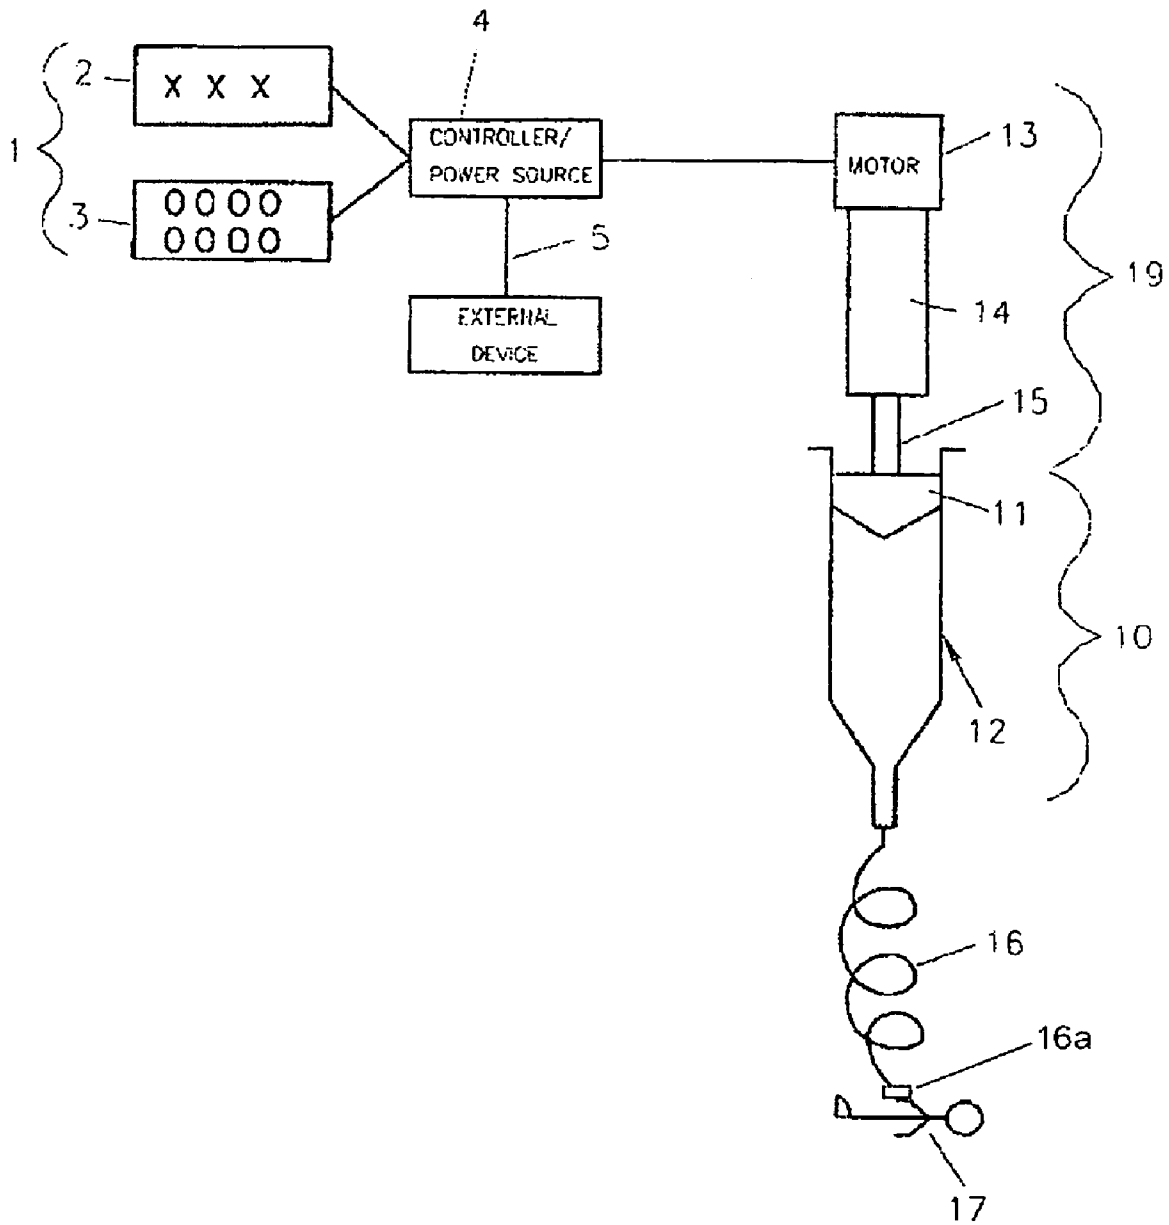 4
2
X X X
1
CONTROLLER/
POWER SOURCE
3
0000
0000
5
EXTERNAL
DEVICE
MOTOR
13
14
19
15
11
10
12
16
16a
17